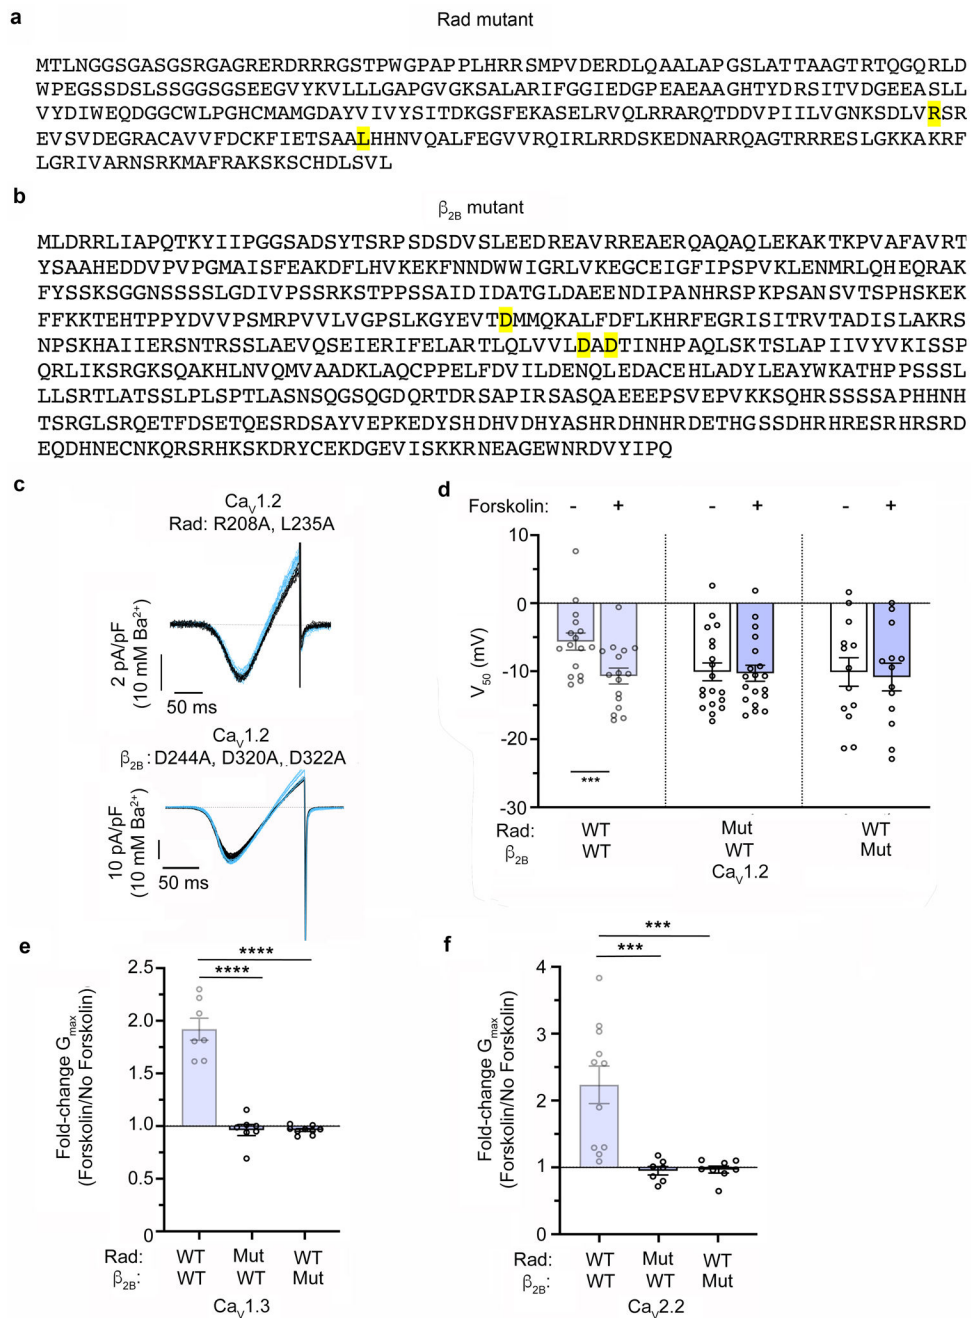 a
Rad mutant
MTLNGGSGASGSRGAGRERDRRRGSTPWGPAPPLHRRSMPVDERDLQAALAPGSLATTAAGTRTQGQRLD
WPEGSSDSLSSGGSGSEEGVYKVLLLGAPGVGKSALARIFGGIEDGPEAEAAGHTYDRSITVDGEEASLL
VYDIWEQDGGCWLPGHCMAMGDAYVIVYSITDKGSFEKASELRVQLRRARQTDDVPIILVGNKSDLVRSR
EVSVDEGRACAVVFDCKFIETSAALHHNVQALFEGVVRQIRLRRDSKEDNARRQAGTRRRESLGKKAKRF
LGRIVARNSRKMAFRAKSKSCHDLSVL
b
β2B mutant
MLDRRLIAPQTKYIIPGGSADSYTSRPSDSDVSLEEDREAVRREAERQAQAQLEKAKTKPVAFAVRT
YSAAHEDDVPVPGMAISFEAKDFLHVKEKFNNDWWIGRLVKEGCEIGFIPSPVKLENMRLQHEQRAK
FYSSKSGGNSSSSLGDIVPSSRKSTPPSSAIDIDATGLDAEENDIPANHRSPKPSANSVTSPHSKEK
FFKKTEHTPPYDVVPSMRPVVLVGPSLKGYEVTDMMQKALFDFLKHRFEGRISITRVTADISLAKRS
NPSKHAIIERSNTRSSLAEVQSEIERIFELARTLQLVVLDADTINHPAQLSKTSLAPIIVYVKISSP
QRLIKSRGKSQAKHLNVQMVAADKLAQCPPELFDVILDENQLEDACEHLADYLEAYWKATHPPSSSL
LLSRTLATSSLPLSPTLASNSQGSQGDQRTDRSAPIRSASQAEEEPSVEPVKKSQHRSSSSAPHHNH
TSRGLSRQETFDSETQESRDSAYVEPKEDYSHDHVDHYASHRDHNHRDETHGSSDHRHRESRHRSRD
EQDHNECNKQRSRHKSKDRYCEKDGEVISKKRNEAGEWNRDVYIPQ
c
CaV1.2
Rad: R208A, L235A
2 pA/pF
(10 mM Ba2+)
50 ms
CaV1.2
β2B: D244A, D320A, D322A
10 pA/pF
(10 mM Ba2+)
50 ms
d
Forskolin: - + - + - +
V50 (mV)
10
0
-10
-20
-30
***
Rad: WT Mut WT
β2B WT WT Mut
CaV1.2
e
****
****
Fold-change Gmax
(Forskolin/No Forskolin)
2.5
2.0
1.5
1.0
0.5
0
Rad: WT Mut WT
β2B: WT WT Mut
CaV1.3
f
***
***
Fold-change Gmax
(Forskolin/No Forskolin)
4
3
2
1
0
Rad: WT Mut WT
β2B: WT WT Mut
CaV2.2